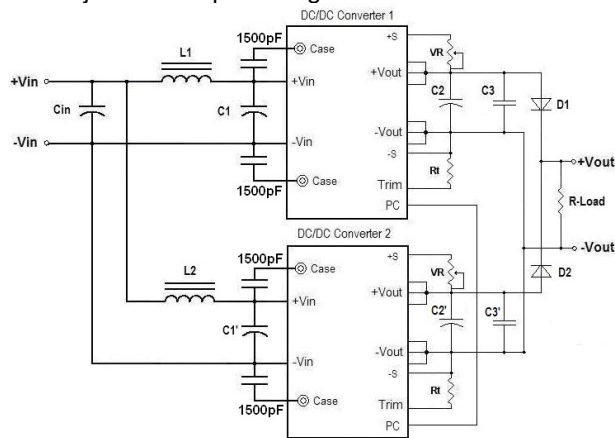 DC/DC Converter 1
1500pF
Case
+S
VR
L1
+Vin
+Vin
+Vout
Cin
C1
C2
C3
D1
-Vin
-Vin
-Vout
-S
+Vout
1500pF
Case
Rt
Trim
R-Load
PC
-Vout
DC/DC Converter 2
1500pF
Case
+S
VR
D2
L2
+Vin
+Vout
C1'
C2'
C3'
-Vin
-Vout
-S
Rt
1500pF
Case
Trim
PC